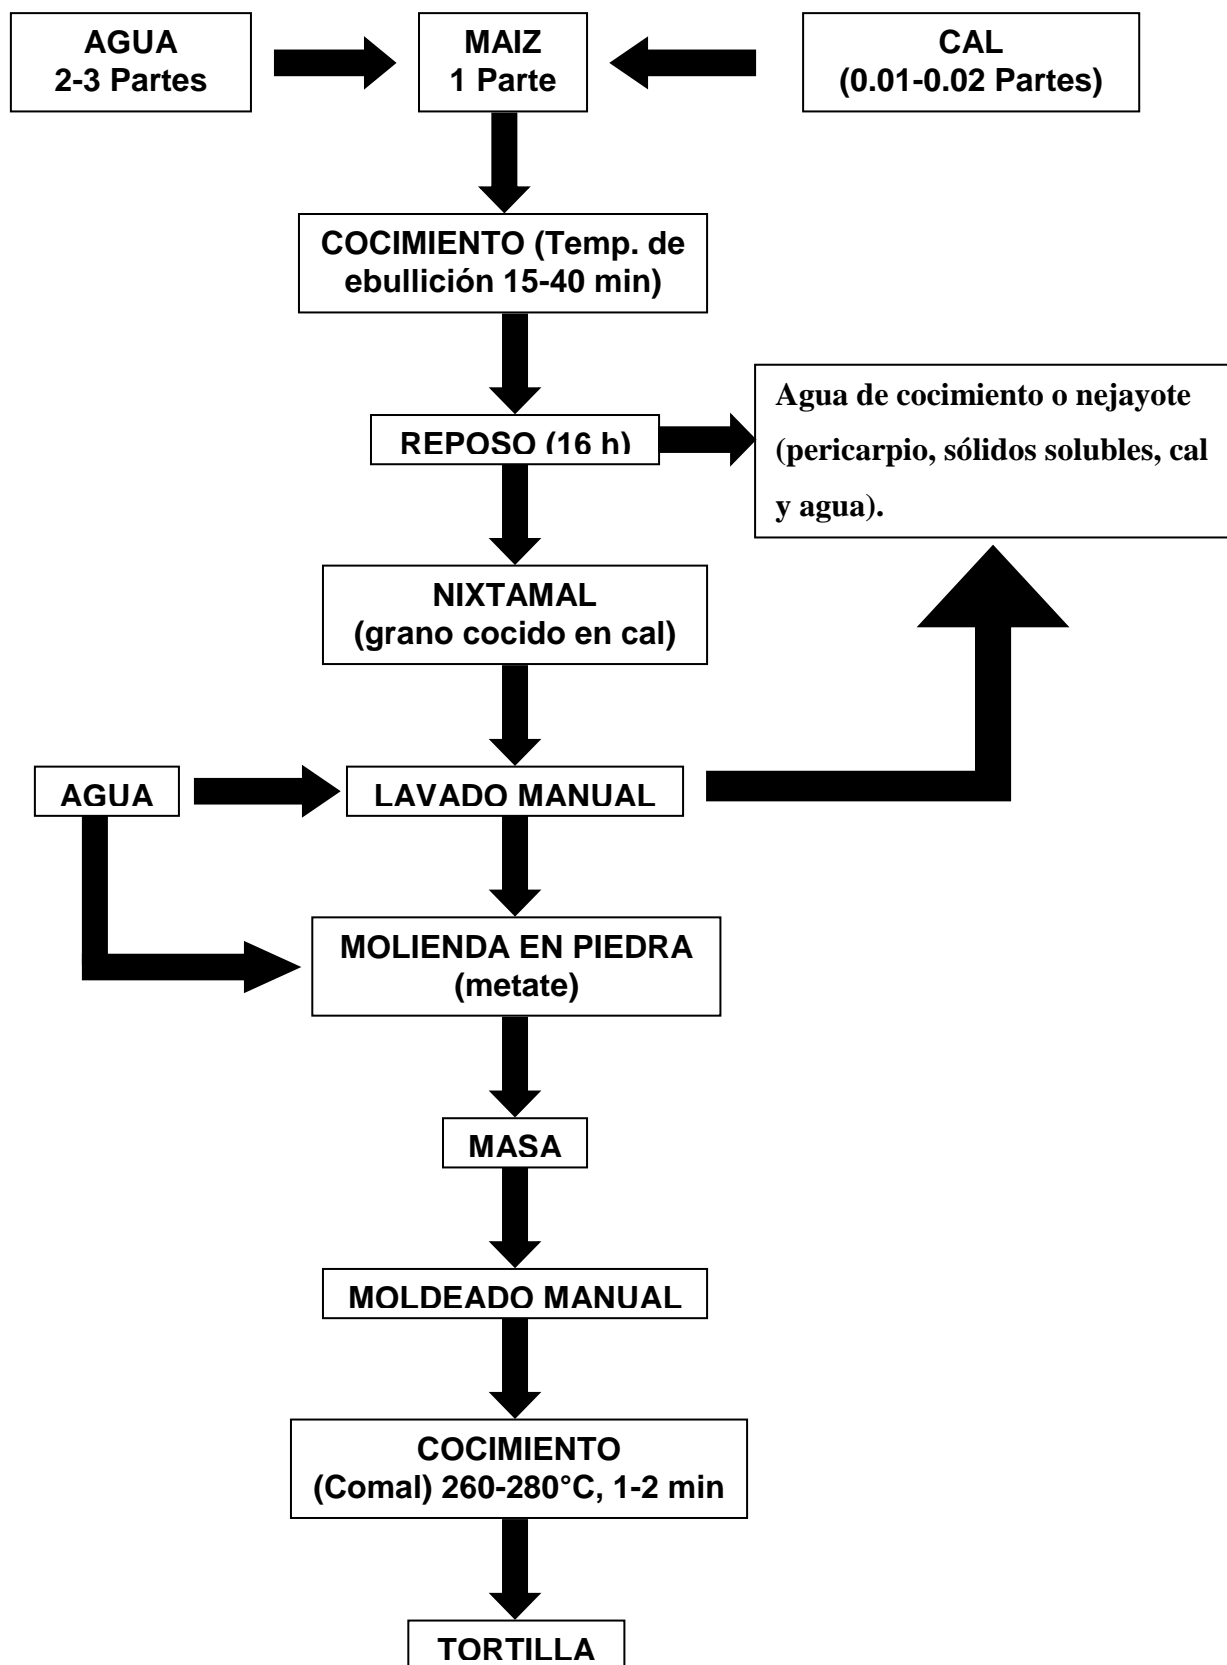 AGUA
2-3 Partes
MAIZ
1 Parte
CAL
(0.01-0.02 Partes)
COCIMIENTO (Temp. de
ebullición 15-40 min)
REPOSO (16 h)
Agua de cocimiento o nejayote
(pericarpio, sólidos solubles, cal
y agua).
NIXTAMAL
(grano cocido en cal)
AGUA
LAVADO MANUAL
MOLIENDA EN PIEDRA
(metate)
MASA
MOLDEADO MANUAL
COCIMIENTO
(Comal) 260-280°C, 1-2 min
TORTILLA